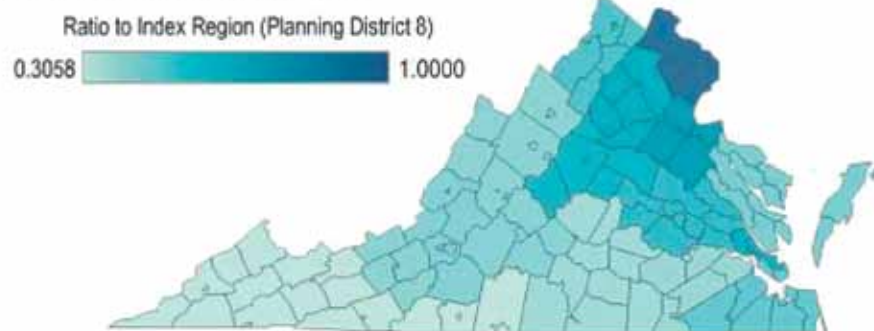 Ratio to Index Region (Planning District 8)
0.3058 1.0000